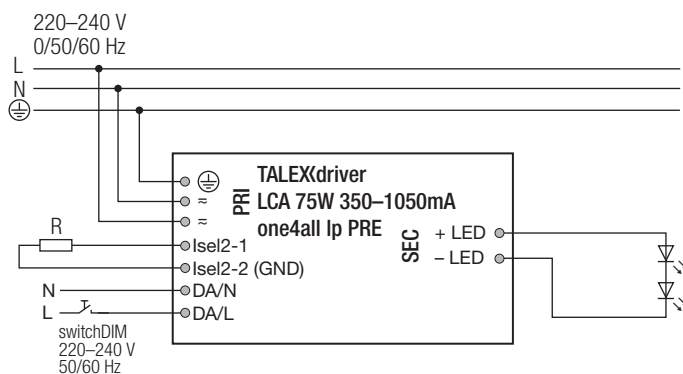 220–240 V
0/50/60 Hz
L
N
PRI
TALEXXdriver
LCA 75W 350–1050mA
one4all lp PRE
≂
≂
R
Isel2-1
Isel2-2 (GND)
SEC
+ LED
– LED
N
DA/N
L
DA/L
switchDIM
220–240 V
50/60 Hz